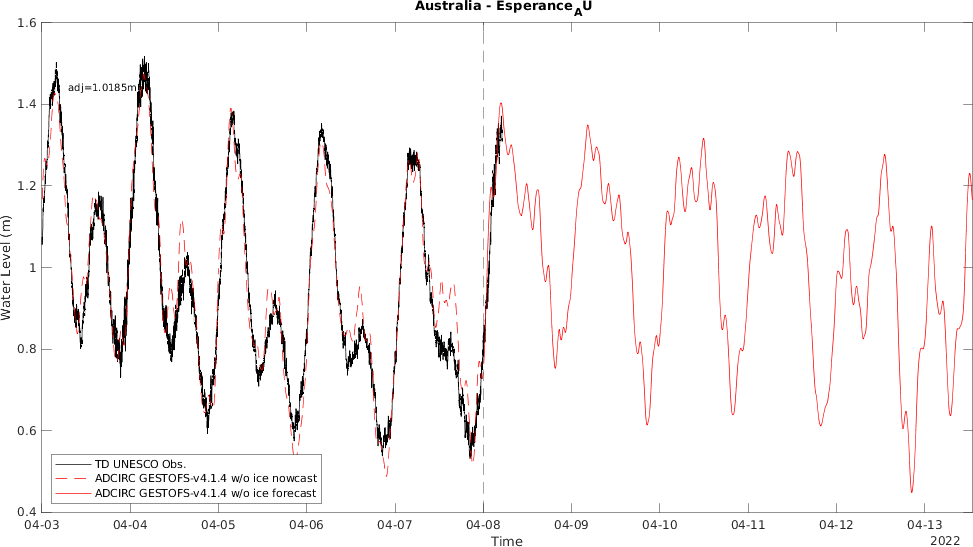 Australia - Esperance_AU
1.6
adj=1.0185m
1.4
1.2
1
0.8
0.6
0.4
Water Level (m)
TD UNESCO Obs.
ADCIRC GESTOFS-v4.1.4 w/o ice nowcast
ADCIRC GESTOFS-v4.1.4 w/o ice forecast
04-03 04-04 04-05 04-06 04-07 04-08 04-09 04-10 04-11 04-12 04-13
Time
2022